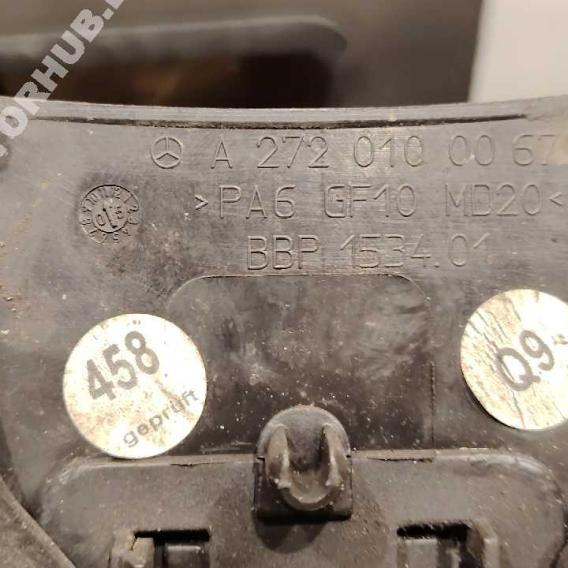 A 272 010 00 67
>PA6 GF10 MD20<
BBP 1534.01
458
geprüft
Q9